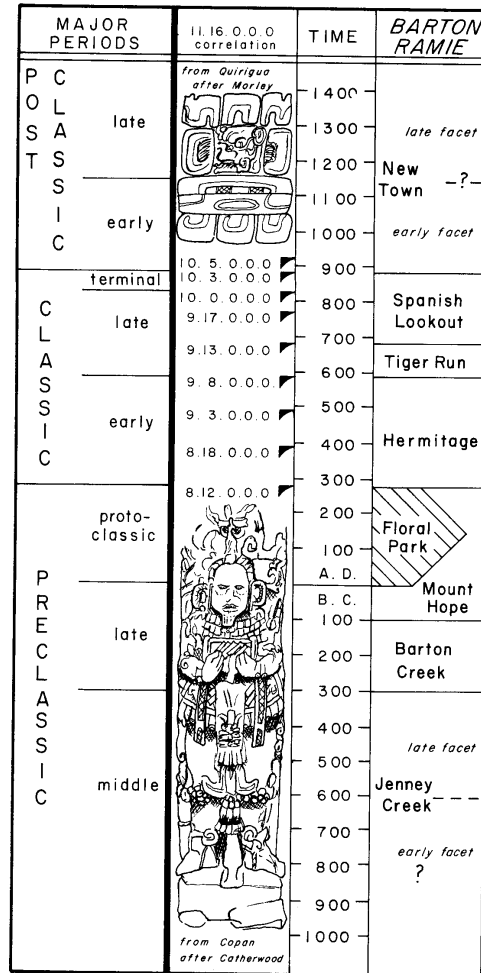 MAJOR
PERIODS
11.16.0.0.0
correlation
TIME
BARTON
RAMIE
POST
CLASSIC
late
early
from Quirigua
after Morley
1400
1300
1200
1100
1000
late facet
New
Town –?–
early facet
CLASSIC
terminal
late
early
10. 5. 0. 0. 0
10. 3. 0. 0. 0
10. 0. 0. 0. 0
9. 17. 0. 0. 0
9. 13. 0. 0. 0
9. 8. 0. 0. 0
9. 3. 0. 0. 0
8. 18. 0. 0. 0
8. 12. 0. 0. 0
900
800
700
600
500
400
300
Spanish
Lookout
Tiger Run
Hermitage
PRECLASSIC
proto-
classic
late
middle
200
100
A. D.
B. C.
100
200
300
400
500
600
700
800
900
1000
Floral
Park
Mount
Hope
Barton
Creek
late facet
Jenney
Creek
early facet
?
from Copan
after Catherwood